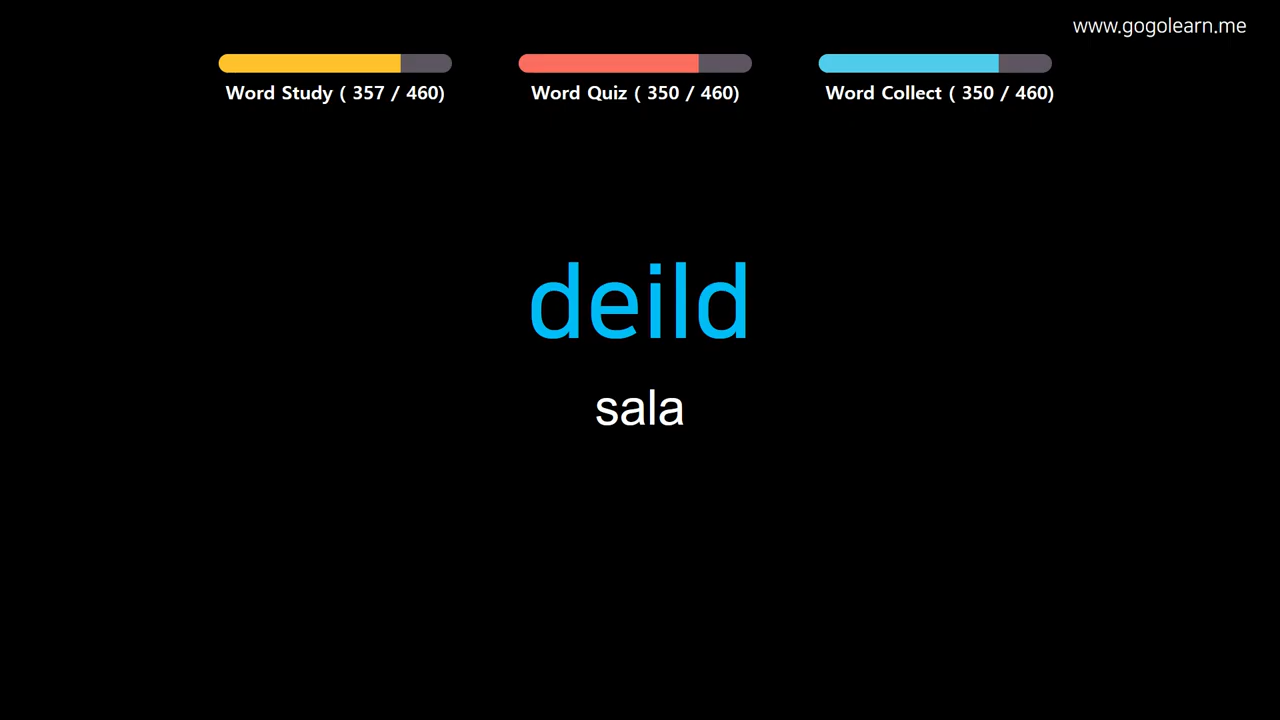 www.gogolearn.me
Word Study ( 357 / 460)
Word Quiz ( 350 / 460)
Word Collect ( 350 / 460)
deild
sala